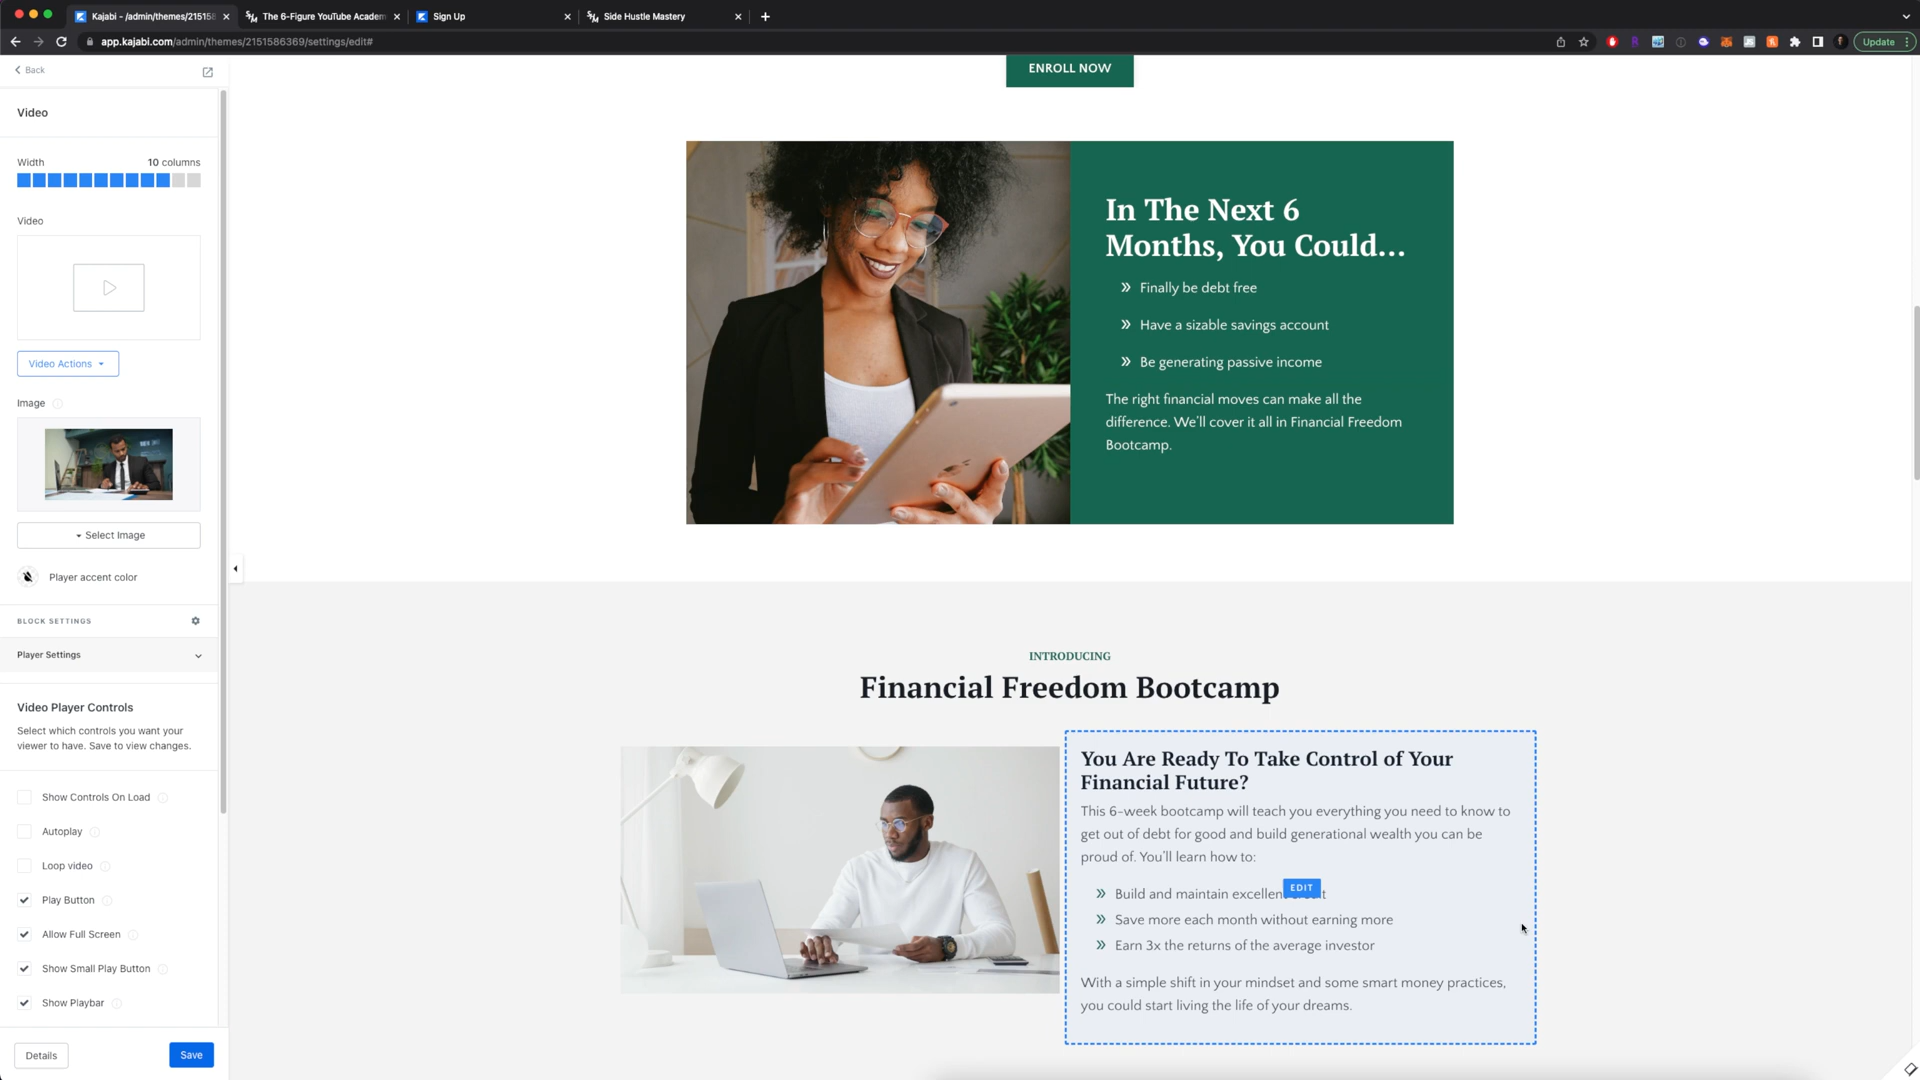 Kajabi - /admin/themes/21515
The 6-Figure YouTube Academ
Sign Up
Side Hustle Mastery
app.kajabi.com/admin/themes/2151586369/settings/edit#
Update
Back
Video
Width
10 columns
Video
Video Actions
Image
Select Image
Player accent color
BLOCK SETTINGS
Player Settings
Video Player Controls
Select which controls you want your
viewer to have. Save to view changes.
Show Controls On Load
Autoplay
Loop video
Play Button
Allow Full Screen
Show Small Play Button
Show Playbar
Details
Save
ENROLL NOW
In The Next 6
Months, You Could...
Finally be debt free
Have a sizable savings account
Be generating passive income
The right financial moves can make all the
difference. We'll cover it all in Financial Freedom
Bootcamp.
INTRODUCING
Financial Freedom Bootcamp
You Are Ready To Take Control of Your
Financial Future?
This 6-week bootcamp will teach you everything you need to know to
get out of debt for good and build generational wealth you can be
proud of. You'll learn how to:
Build and maintain excellen
EDIT
Save more each month without earning more
Earn 3x the returns of the average investor
With a simple shift in your mindset and some smart money practices,
you could start living the life of your dreams.